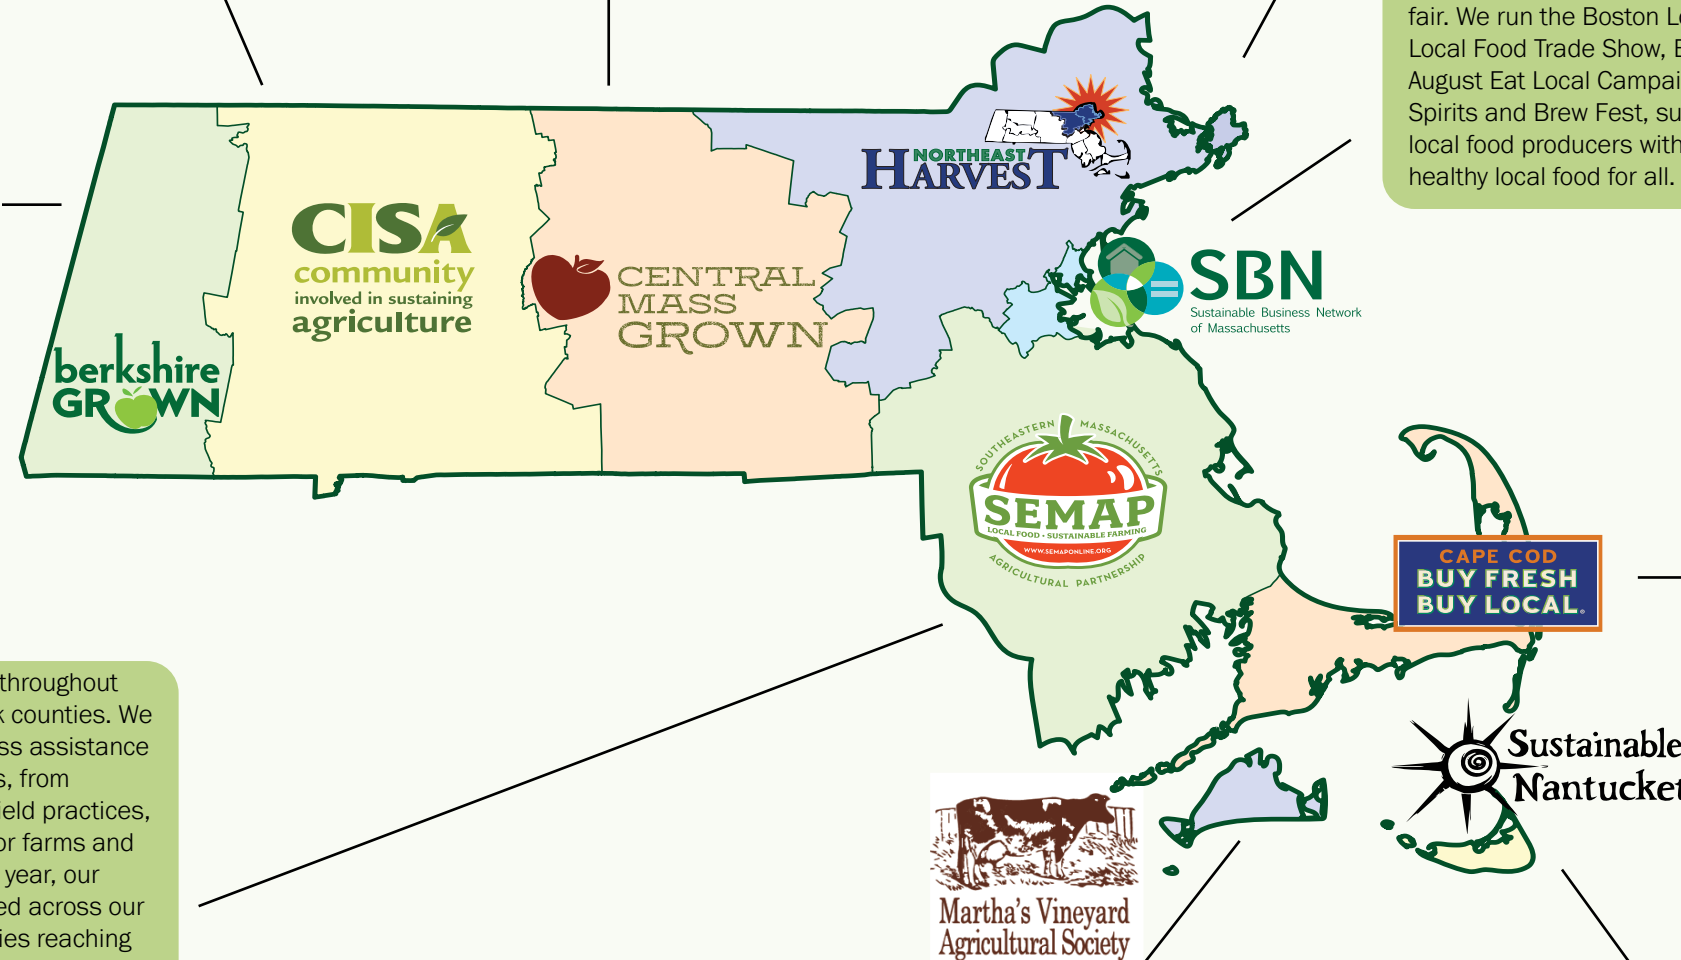 fair. We run the Boston L
Local Food Trade Show,
August Eat Local Campai
Spirits and Brew Fest, su
local food producers with
healthy local food for all.
NORTHEAST
HARVEST
CISA
community
involved in sustaining
agriculture
CENTRAL
MASS
GROWN
SBN
Sustainable Business Network
of Massachusetts
berkshire
GROWN
SOUTHEASTERN MASSACHUSETTS
SEMAP
LOCAL FOOD • SUSTAINABLE FARMING
WWW.SEMAPONLINE.ORG
AGRICULTURAL PARTNERSHIP
CAPE COD
BUY FRESH
BUY LOCAL®
throughout
k counties. We
ss assistance
s, from
ield practices,
or farms and
year, our
ed across our
ies reaching
Sustainable
Nantucket
Martha's Vineyard
Agricultural Society